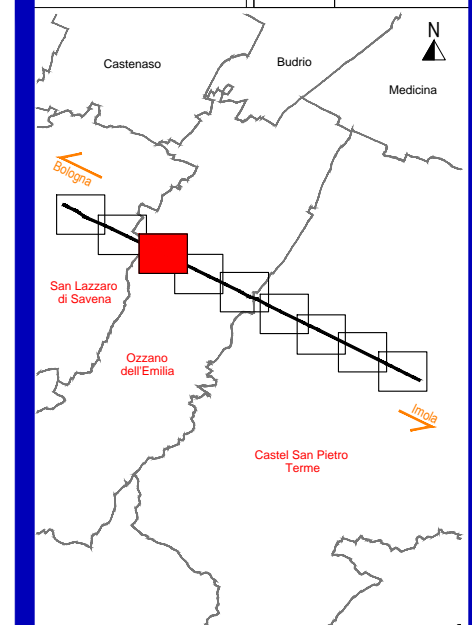 N
Castenaso
Budrio
Medicina
Bologna
San Lazzaro
di Savena
Ozzano
dell'Emilia
Imola
Castel San Pietro
Terme